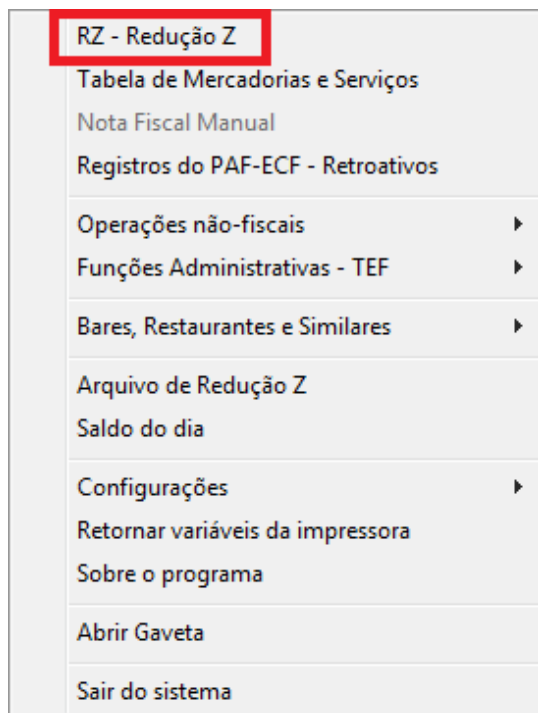 RZ - Redução Z
Tabela de Mercadorias e Serviços
Nota Fiscal Manual
Registros do PAF-ECF - Retroativos
Operações não-fiscais
Funções Administrativas - TEF
Bares, Restaurantes e Similares
Arquivo de Redução Z
Saldo do dia
Configurações
Retornar variáveis da impressora
Sobre o programa
Abrir Gaveta
Sair do sistema